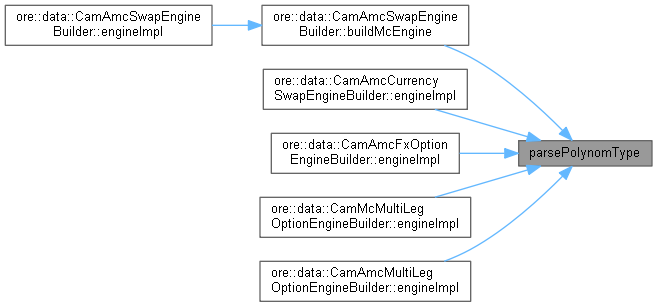 ore::data::CamAmcSwapEngine
Builder::engineImpl
ore::data::CamAmcSwapEngine
Builder::buildMcEngine
ore::data::CamAmcCurrency
SwapEngineBuilder::engineImpl
ore::data::CamAmcFxOption
EngineBuilder::engineImpl
ore::data::CamMcMultiLeg
OptionEngineBuilder::engineImpl
ore::data::CamAmcMultiLeg
OptionEngineBuilder::engineImpl
parsePolynomType